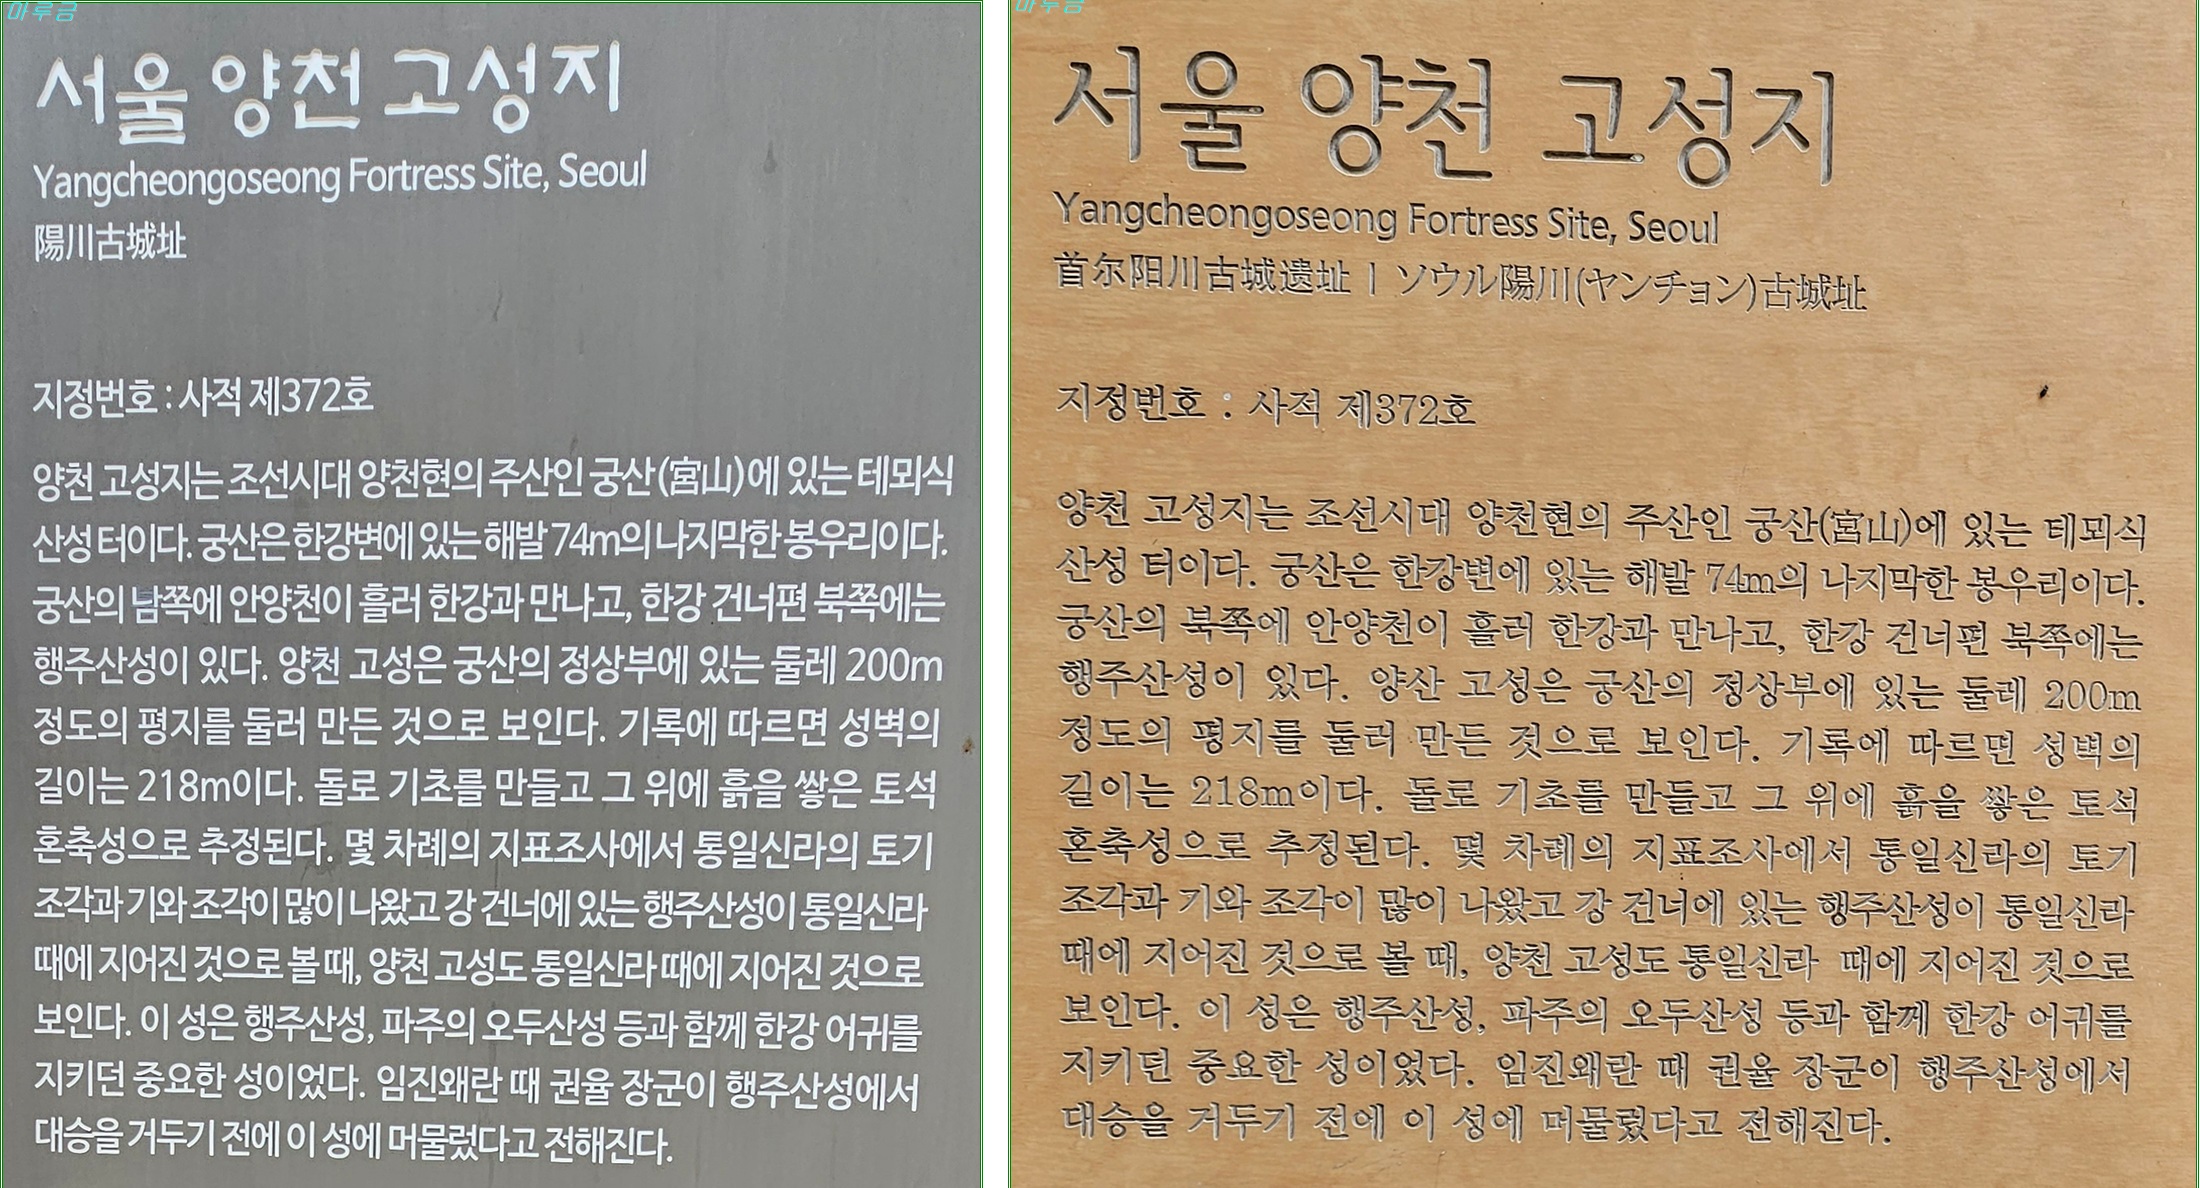 마루금
서울 양천 고성지
Yangcheongoseong Fortress Site, Seoul
陽川古城址
지정번호 : 사적 제372호
양천 고성지는 조선시대 양천현의 주산인 궁산(宮山)에 있는 테뫼식
산성 터이다. 궁산은 한강변에 있는 해발 74m의 나지막한 봉우리이다.
궁산의 남쪽에 안양천이 흘러 한강과 만나고, 한강 건너편 북쪽에는
행주산성이 있다. 양천 고성은 궁산의 정상부에 있는 둘레 200m
정도의 평지를 둘러 만든 것으로 보인다. 기록에 따르면 성벽의
길이는 218m이다. 돌로 기초를 만들고 그 위에 흙을 쌓은 토석
혼축성으로 추정된다. 몇 차례의 지표조사에서 통일신라의 토기
조각과 기와 조각이 많이 나왔고 강 건너에 있는 행주산성이 통일신라
때에 지어진 것으로 볼 때, 양천 고성도 통일신라 때에 지어진 것으로
보인다. 이 성은 행주산성, 파주의 오두산성 등과 함께 한강 어귀를
지키던 중요한 성이었다. 임진왜란 때 권율 장군이 행주산성에서
대승을 거두기 전에 이 성에 머물렀다고 전해진다.
마루금
서울 양천 고성지
Yangcheongoseong Fortress Site, Seoul
首尔阳川古城遗址 | ソウル陽川(ヤンチョン)古城址
지정번호 : 사적 제372호
양천 고성지는 조선시대 양천현의 주산인 궁산(宮山)에 있는 테뫼식
산성 터이다. 궁산은 한강변에 있는 해발 74m의 나지막한 봉우리이다.
궁산의 북쪽에 안양천이 흘러 한강과 만나고, 한강 건너편 북쪽에는
행주산성이 있다. 양산 고성은 궁산의 정상부에 있는 둘레 200m
정도의 평지를 둘러 만든 것으로 보인다. 기록에 따르면 성벽의
길이는 218m이다. 돌로 기초를 만들고 그 위에 흙을 쌓은 토석
혼축성으로 추정된다. 몇 차례의 지표조사에서 통일신라의 토기
조각과 기와 조각이 많이 나왔고 강 건너에 있는 행주산성이 통일신라
때에 지어진 것으로 볼 때, 양천 고성도 통일신라 때에 지어진 것으로
보인다. 이 성은 행주산성, 파주의 오두산성 등과 함께 한강 어귀를
지키던 중요한 성이었다. 임진왜란 때 권율 장군이 행주산성에서
대승을 거두기 전에 이 성에 머물렀다고 전해진다.